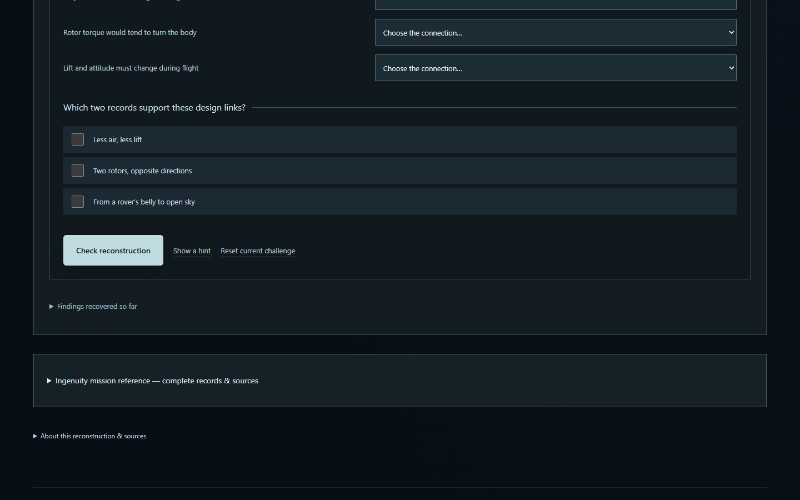 Rotor torque would tend to turn the body
Choose the connection...
Lift and attitude must change during flight
Choose the connection...
Which two records support these design links?
Less air, less lift
Two rotors, opposite directions
From a rover's belly to open sky
Check reconstruction
Show a hint
Reset current challenge
Findings recovered so far
Ingenuity mission reference — complete records & sources
About this reconstruction & sources